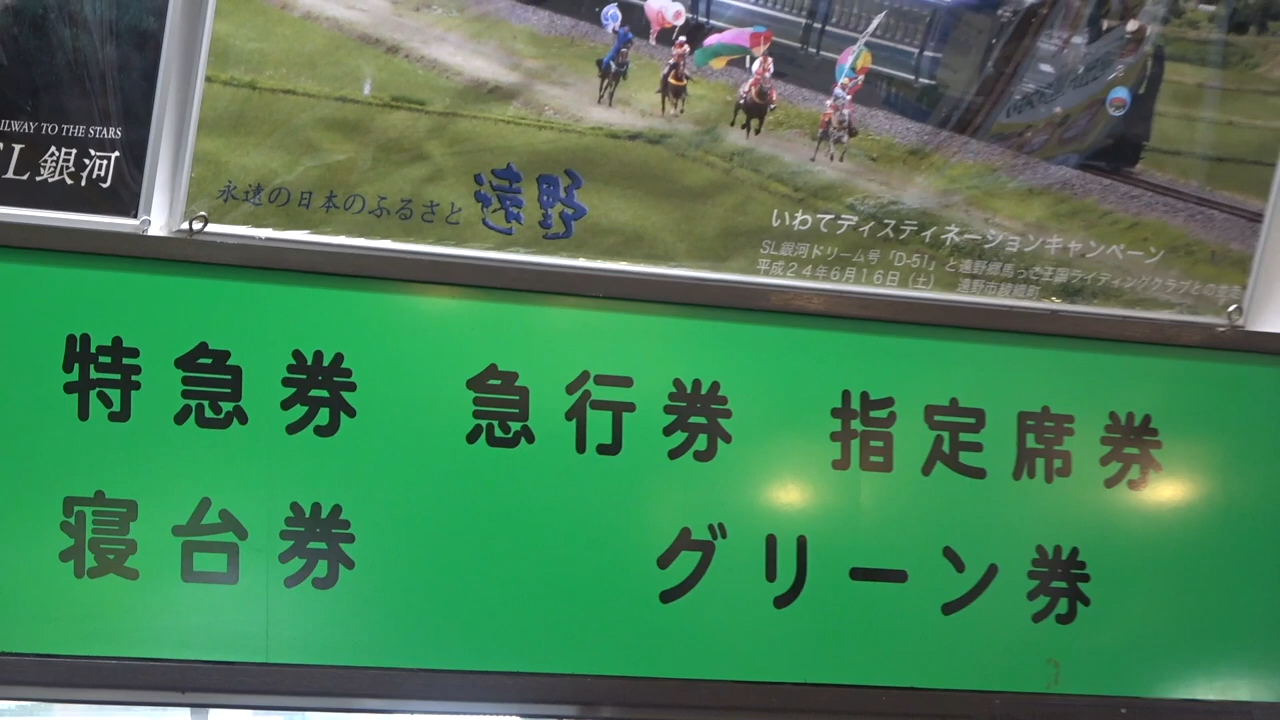 ILWAY TO THE STARS
SL銀河
永遠の日本のふるさと 遠野
いわてディスティネーションキャンペーン
SL銀河ドリーム号「D-51」と遠野郷馬っこ王国ライディングクラブとの
平成24年6月16日(土) 遠野市綾織町
特急券 急行券 指定席券
寝台券 グリーン券